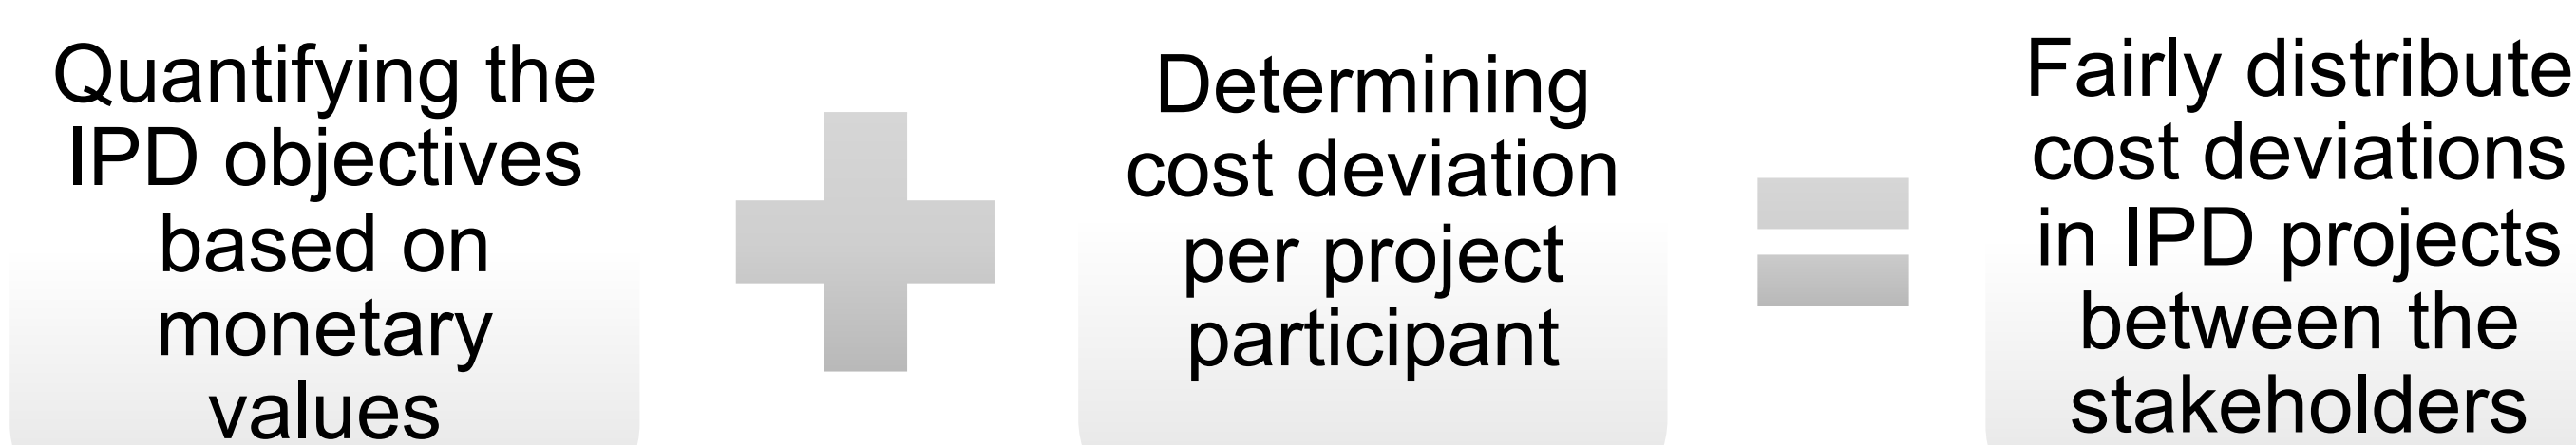 Quantifying the
IPD objectives
based on
monetary
values
Determining
cost deviation
per project
participant
Fairly distribute
cost deviations
in IPD projects
between the
stakeholders